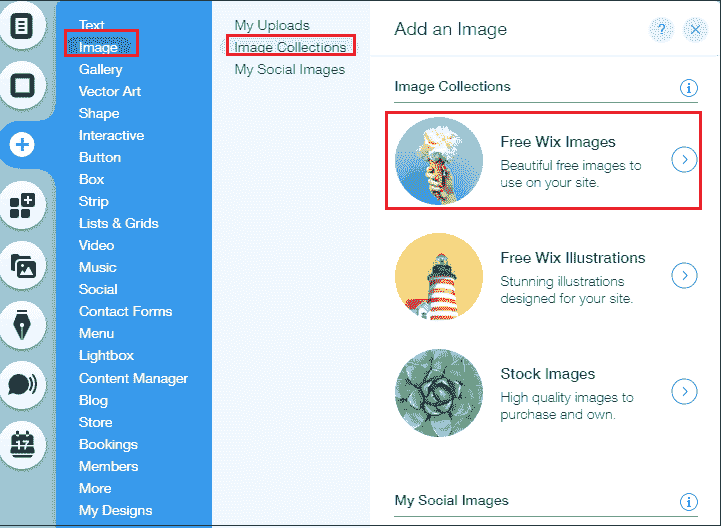 Text
Image
Gallery
Vector Art
Shape
Interactive
Button
Box
Strip
Lists & Grids
Video
Music
Social
Contact Forms
Menu
Lightbox
Content Manager
Blog
Store
Bookings
Members
More
My Designs
My Uploads
Image Collections
My Social Images
Add an Image
?
Image Collections
Free Wix Images
Beautiful free images to
use on your site.
Free Wix Illustrations
Stunning illustrations
designed for your site.
Stock Images
High quality images to
purchase and own.
My Social Images
17